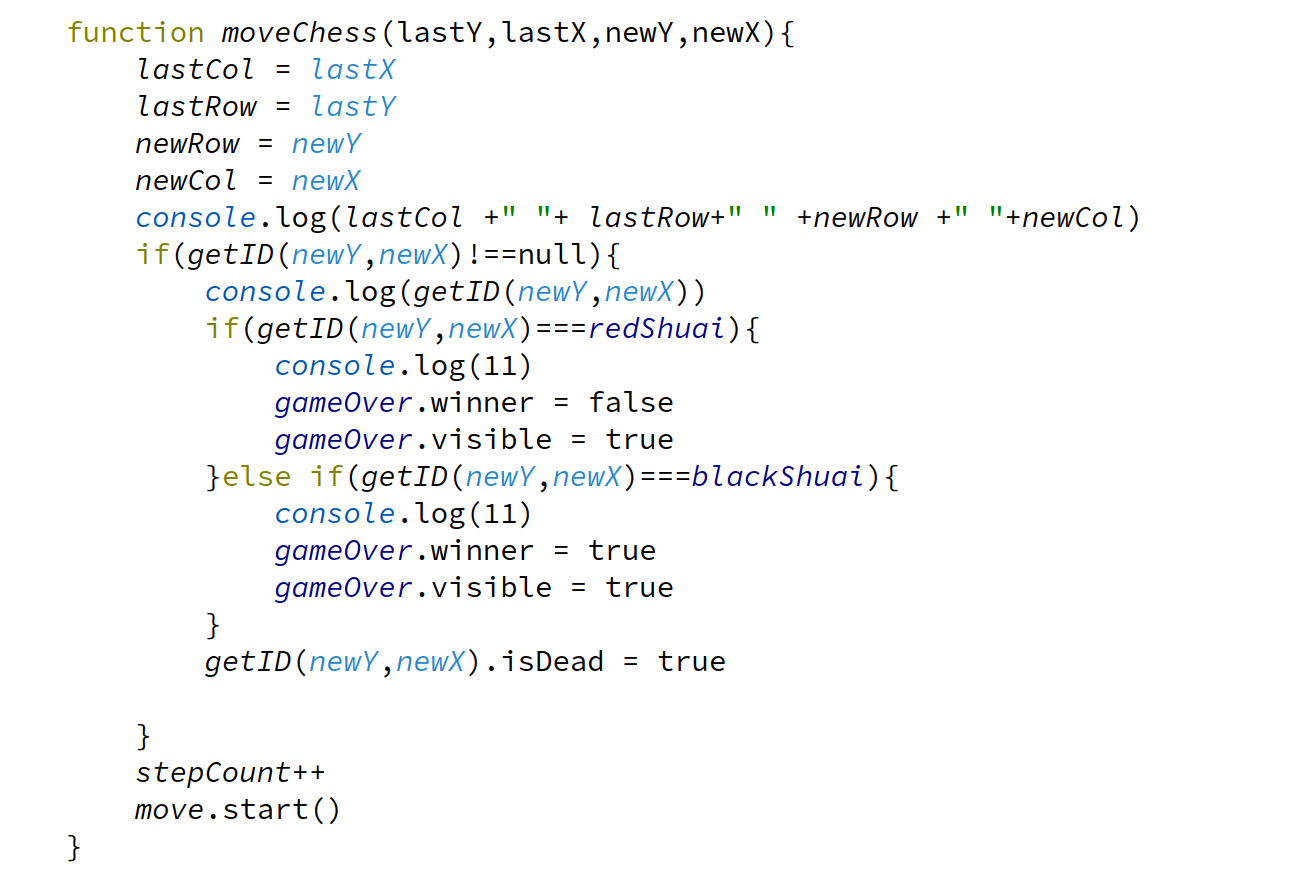 function moveChess(lastY,lastX,newY,newX){
    lastCol = lastX
    lastRow = lastY
    newRow = newY
    newCol = newX
    console.log(lastCol +" "+ lastRow+" " +newRow +" "+newCol)
    if(getID(newY,newX)!==null){
        console.log(getID(newY,newX))
        if(getID(newY,newX)===redShuai){
            console.log(11)
            gameOver.winner = false
            gameOver.visible = true
        }else if(getID(newY,newX)===blackShuai){
            console.log(11)
            gameOver.winner = true
            gameOver.visible = true
        }
        getID(newY,newX).isDead = true

    }
    stepCount++
    move.start()
}